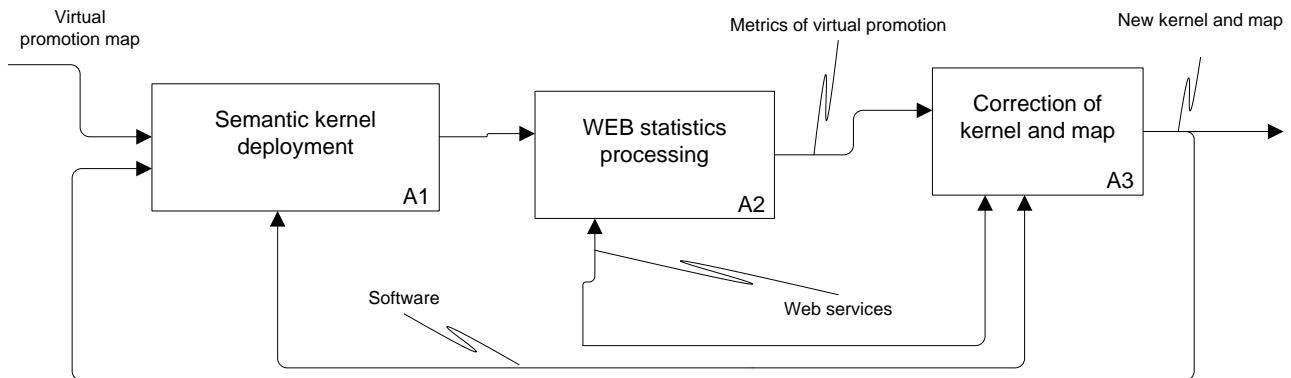 Virtual
promotion map
Metrics of virtual promotion
New kernel and map
Semantic kernel
deployment
A1
WEB statistics
processing
A2
Correction of
kernel and map
A3
Software
Web services